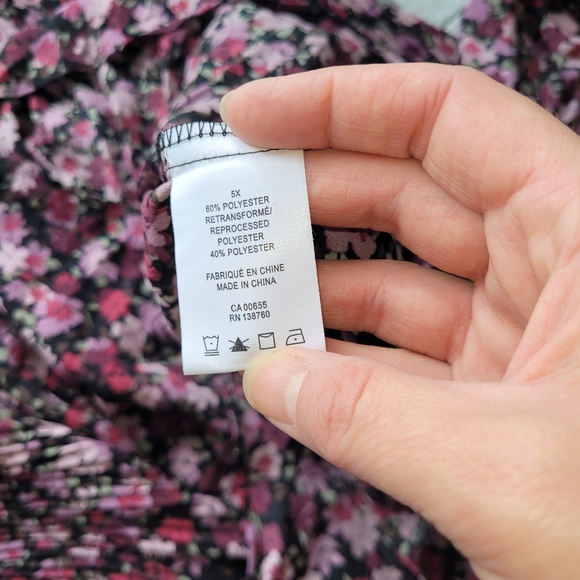 5X
60% POLYESTER
RETRANSFORMÉ/
REPROCESSED
POLYESTER
40% POLYESTER
FABRIQUÉ EN CHINE
MADE IN CHINA
CA 00655
RN 138760